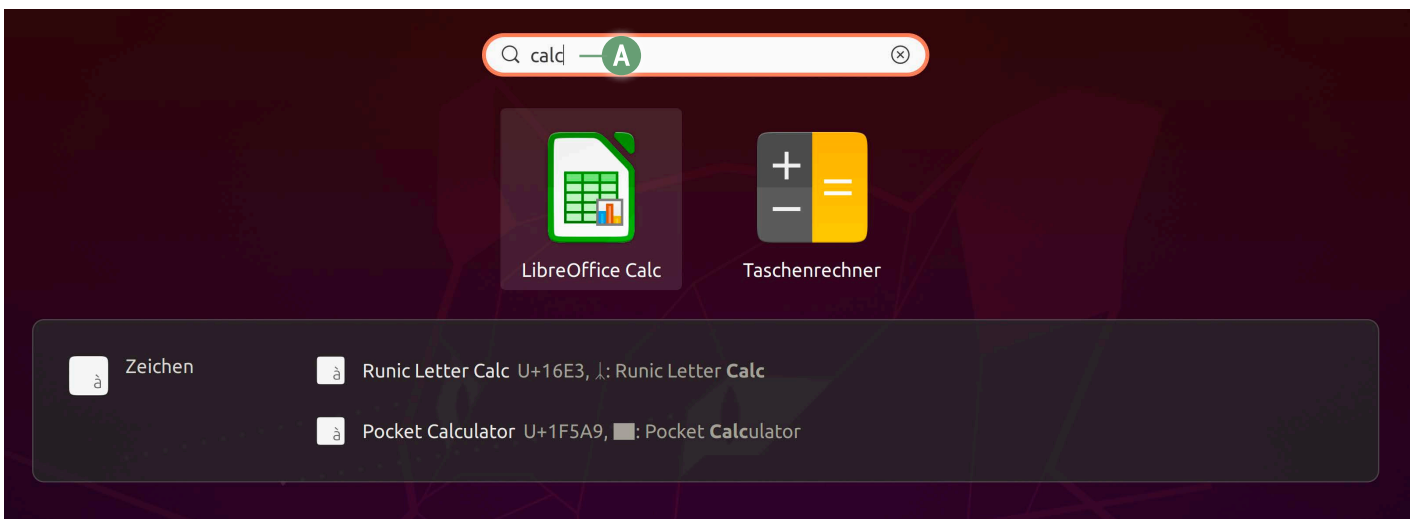 calc A
LibreOffice Calc
Taschenrechner
à Zeichen
à Runic Letter Calc U+16E3, ᛣ: Runic Letter Calc
à Pocket Calculator U+1F5A9, : Pocket Calculator